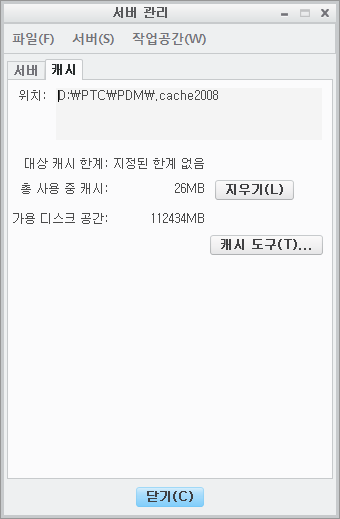 서버 관리
파일(F) 서버(S) 작업공간(W)
서버 캐시
위치: D:₩PTC₩PDM₩.cache2008
대상 캐시 한계: 지정된 한계 없음
총 사용 중 캐시: 26MB 지우기(L)
가용 디스크 공간: 112434MB
캐시 도구(T)...
닫기(C)